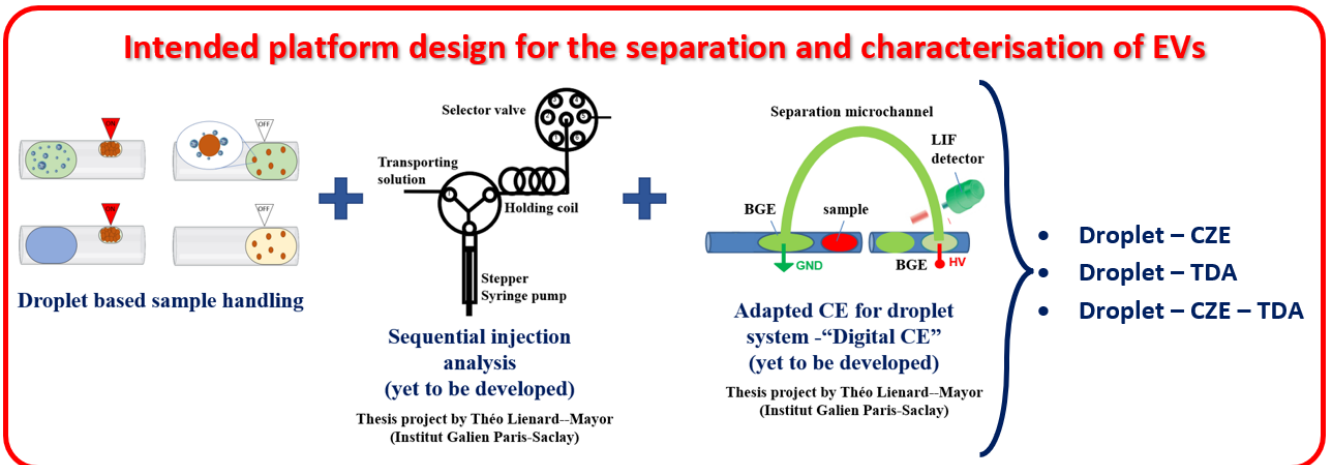 Intended platform design for the separation and characterisation of EVs
ON
OFF
ON
OFF
Droplet based sample handling
Selector valve
Transporting
solution
Holding coil
Stepper
Syringe pump
Sequential injection
analysis
(yet to be developed)
Thesis project by Théo Lienard--Mayor
(Institut Galien Paris-Saclay)
Separation microchannel
LIF
detector
BGE
sample
GND
BGE
HV
Adapted CE for droplet
system -“Digital CE”
(yet to be developed)
Thesis project by Théo Lienard--Mayor
(Institut Galien Paris-Saclay)
• Droplet – CZE
• Droplet – TDA
• Droplet – CZE – TDA